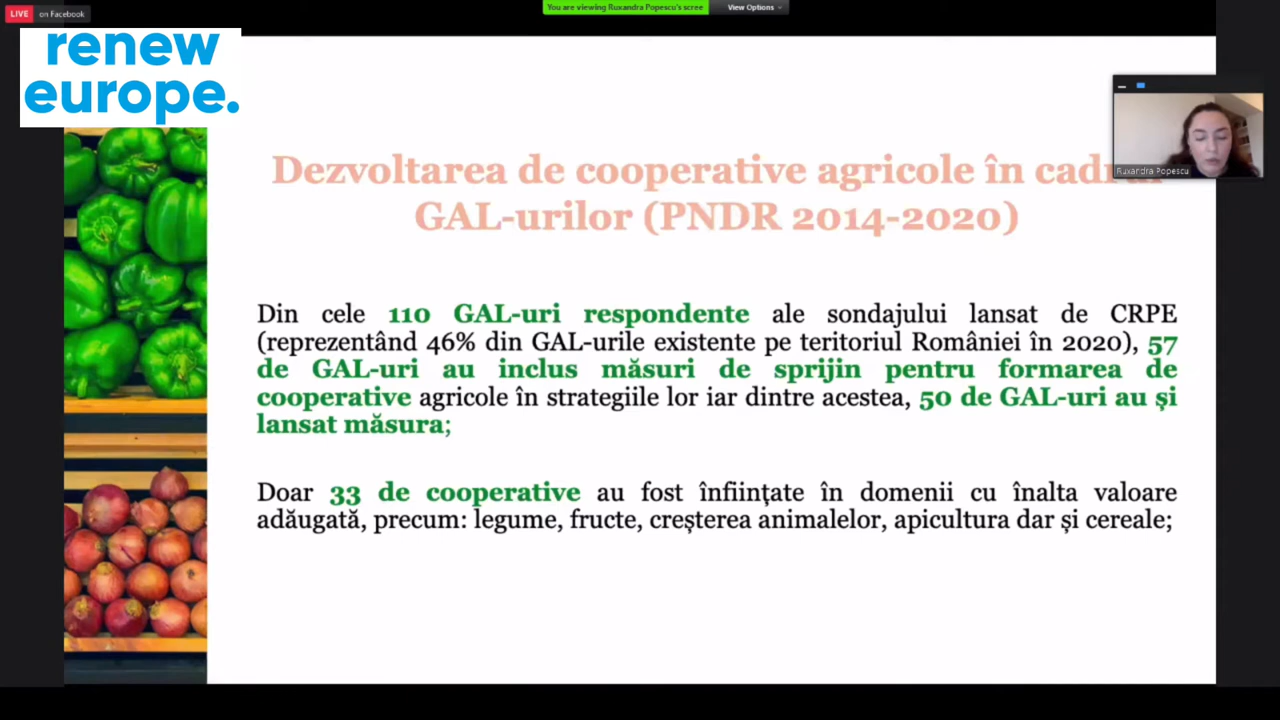 LIVE on Facebook
You are viewing Ruxandra Popescu's scree
View Options
renew
europe.
Ruxandra Popescu
Dezvoltarea de cooperative agricole în
GAL-urilor (PNDR 2014-2020)
Din cele 110 GAL-uri respondente ale sondajului lansat de CRPE
(reprezentând 46% din GAL-urile existente pe teritoriul României în 2020), 57
de GAL-uri au inclus măsuri de sprijin pentru formarea de
cooperative agricole în strategiile lor iar dintre acestea, 50 de GAL-uri au și
lansat măsura;
Doar 33 de cooperative au fost înființate în domenii cu înalta valoare
adăugată, precum: legume, fructe, creșterea animalelor, apicultura dar și cereale;